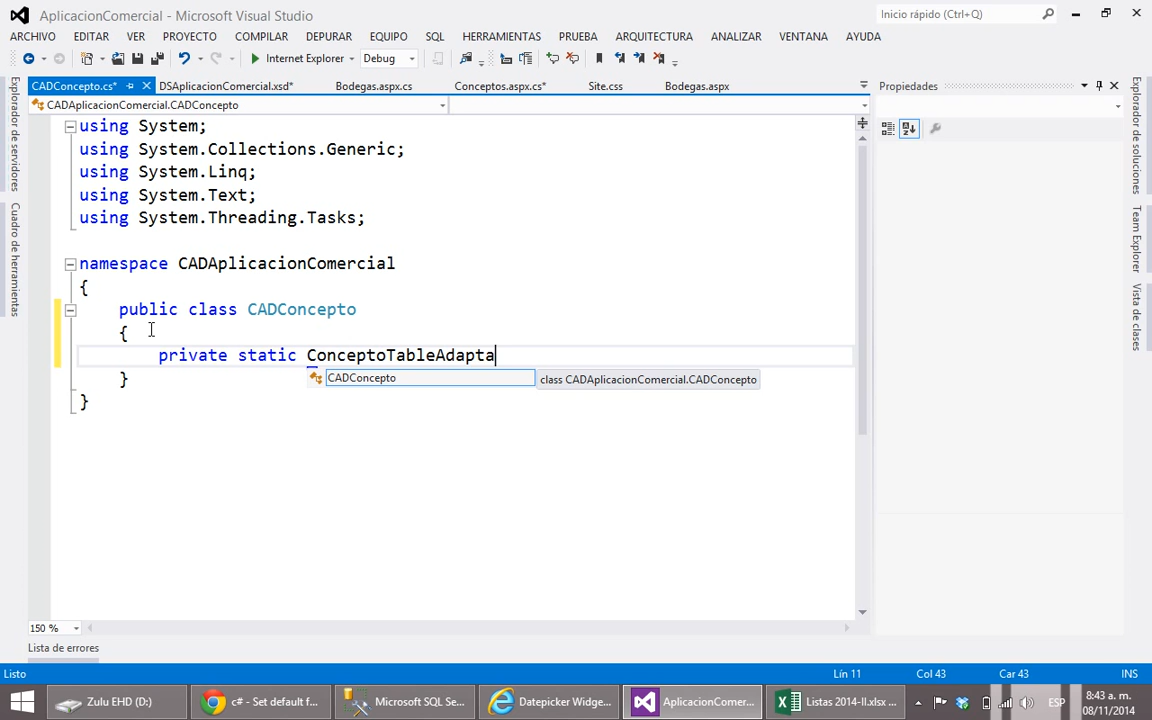 AplicacionComercial - Microsoft Visual Studio
Inicio rápido (Ctrl+Q)
ARCHIVO EDITAR VER PROYECTO COMPILAR DEPURAR EQUIPO SQL HERRAMIENTAS PRUEBA ARQUITECTURA ANALIZAR VENTANA AYUDA
Internet Explorer Debug
CADConcepto.cs* DSAplicacionComercial.xsd* Bodegas.aspx.cs Conceptos.aspx.cs* Site.css Bodegas.aspx
Propiedades
CADAplicacionComercial.CADConcepto
using System;
using System.Collections.Generic;
using System.Linq;
using System.Text;
using System.Threading.Tasks;
namespace CADAplicacionComercial
{
public class CADConcepto
{
private static ConceptoTableAdapta
CADConcepto
class CADAplicacionComercial.CADConcepto
}
}
Explorador de servidores
Cuadro de herramientas
Explorador de soluciones
Team Explorer
Vista de clases
150 %
Lista de errores
Listo
Lín 11 Col 43 Car 43 INS
Zulu EHD (D:) c# - Set default f... Microsoft SQL Se... Datepicker Widge... AplicacionComer... Listas 2014-II.xlsx ... ESP
8:43 a. m.
08/11/2014